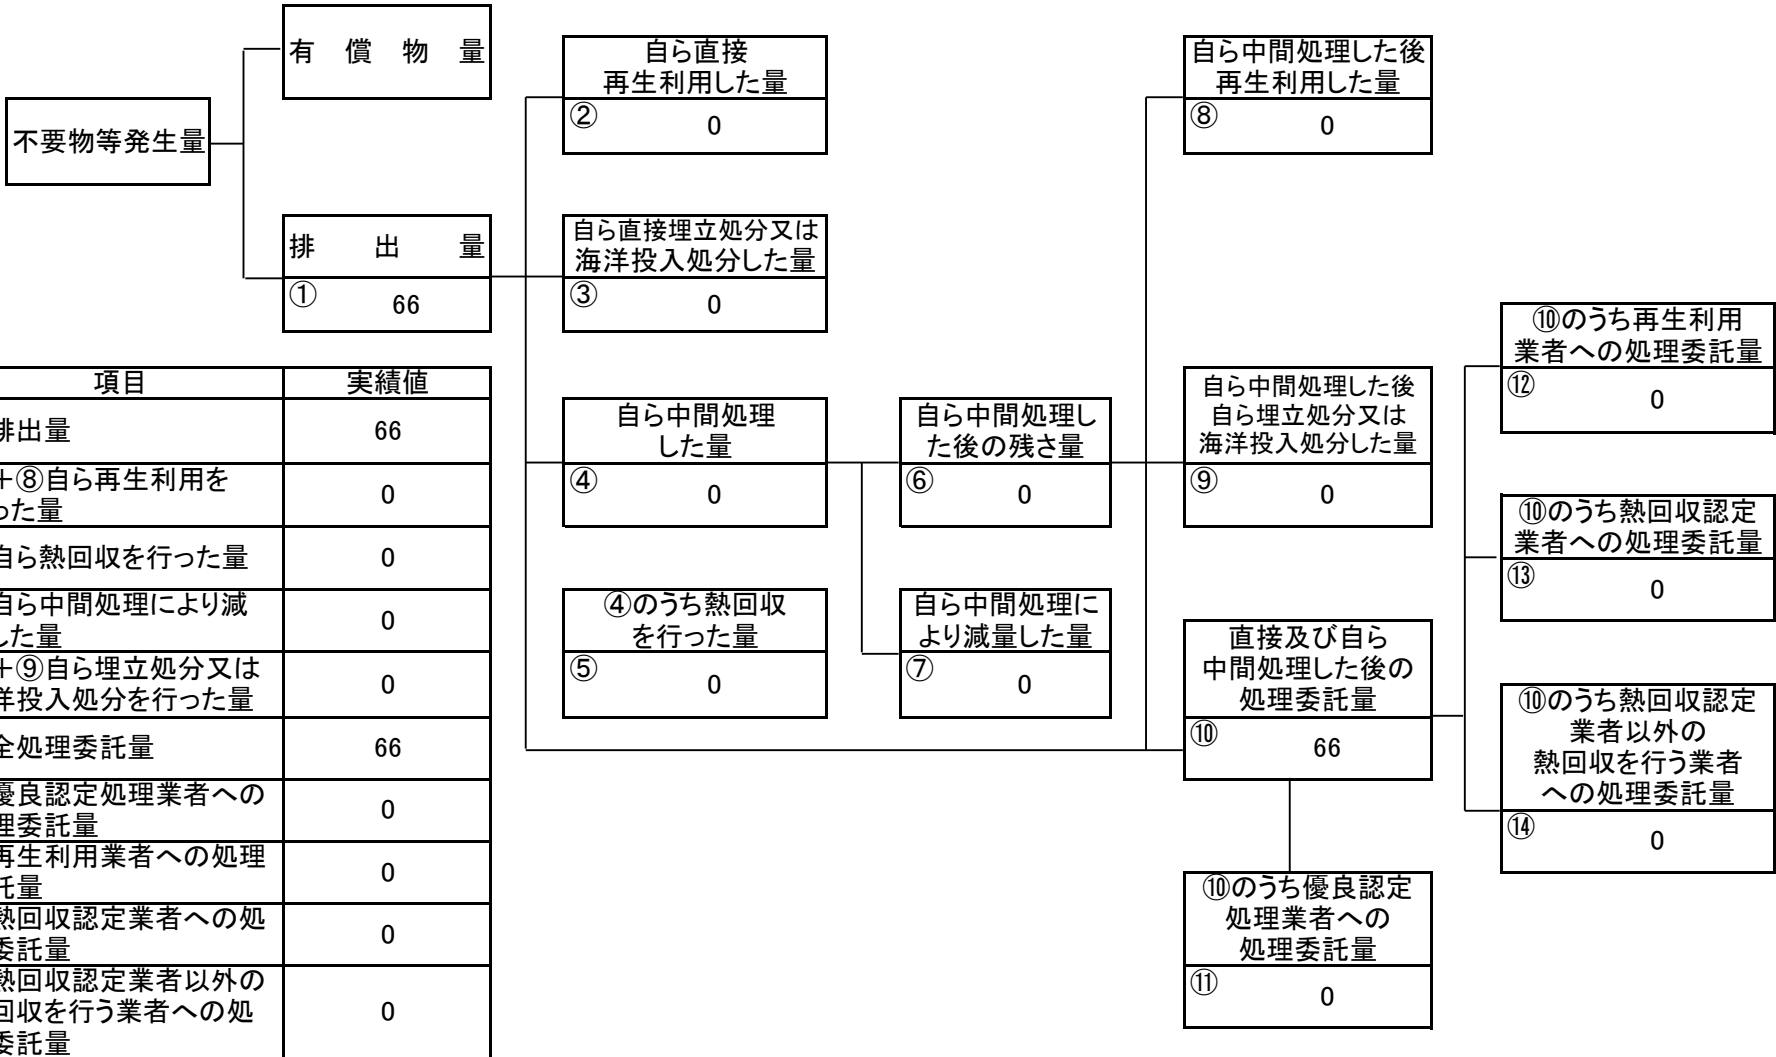 有償物量
不要物等発生量
排出量
① 66
自ら直接
再生利用した量
② 0
自ら直接埋立処分又は
海洋投入処分した量
③ 0
自ら中間処理
した量
④ 0
④のうち熱回収
を行った量
⑤ 0
自ら中間処理し
た後の残さ量
⑥ 0
自ら中間処理に
より減量した量
⑦ 0
自ら中間処理した後
再生利用した量
⑧ 0
自ら中間処理した後
自ら埋立処分又は
海洋投入処分した量
⑨ 0
直接及び自ら
中間処理した後の
処理委託量
⑩ 66
⑩のうち優良認定
処理業者への
処理委託量
⑪ 0
⑩のうち再生利用
業者への処理委託量
⑫ 0
⑩のうち熱回収認定
業者への処理委託量
⑬ 0
⑩のうち熱回収認定
業者以外の
熱回収を行う業者
への処理委託量
⑭ 0
項目 実績値
排出量 66
+⑧自ら再生利用を
った量 0
自ら熱回収を行った量 0
自ら中間処理により減
した量 0
+⑨自ら埋立処分又は
洋投入処分を行った量 0
全処理委託量 66
優良認定処理業者への
理委託量 0
再生利用業者への処理
託量 0
熱回収認定業者への処
委託量 0
熱回収認定業者以外の
回収を行う業者への処
委託量 0